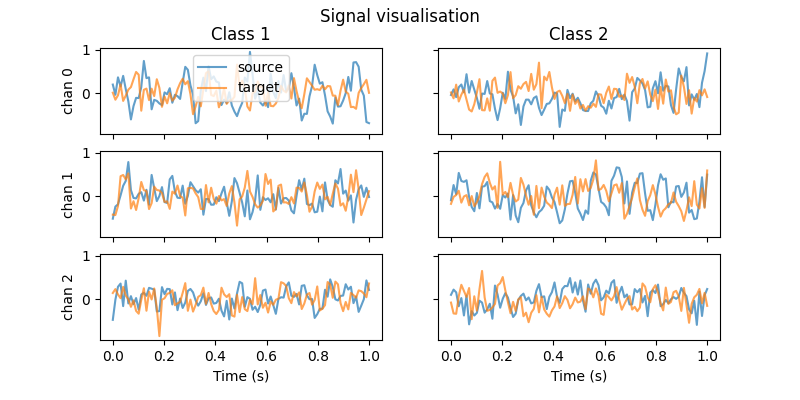 Signal visualisation
Class 1 Class 2
source
target
chan 0
1
0
chan 1
1
0
chan 2
1
0
0.0 0.2 0.4 0.6 0.8 1.0 0.0 0.2 0.4 0.6 0.8 1.0
Time (s) Time (s)